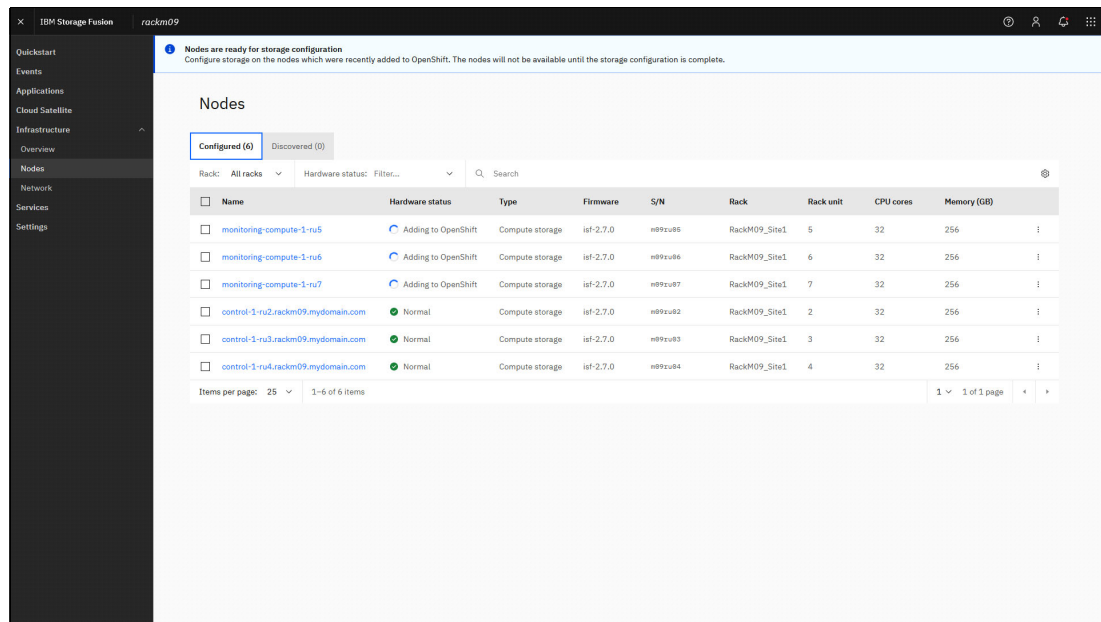 IBM Storage Fusion rackm09
Quickstart
Events
Applications
Cloud Satellite
Infrastructure
Overview
Nodes
Network
Services
Settings
Nodes are ready for storage configuration
Configure storage on the nodes which were recently added to OpenShift. The nodes will not be available until the storage configuration is complete.
Nodes
Configured (6) Discovered (0)
Rack: All racks Hardware status: Filter... Search
Name Hardware status Type Firmware S/N Rack Rack unit CPU cores Memory (GB)
monitoring-compute-1-ru5 Adding to OpenShift Compute storage isf-2.7.0 m09ru05 RackM09_Site1 5 32 256
monitoring-compute-1-ru6 Adding to OpenShift Compute storage isf-2.7.0 m09ru06 RackM09_Site1 6 32 256
monitoring-compute-1-ru7 Adding to OpenShift Compute storage isf-2.7.0 m09ru07 RackM09_Site1 7 32 256
control-1-ru2.rackm09.mydomain.com Normal Compute storage isf-2.7.0 m09ru02 RackM09_Site1 2 32 256
control-1-ru3.rackm09.mydomain.com Normal Compute storage isf-2.7.0 m09ru03 RackM09_Site1 3 32 256
control-1-ru4.rackm09.mydomain.com Normal Compute storage isf-2.7.0 m09ru04 RackM09_Site1 4 32 256
Items per page: 25 1–6 of 6 items 1 1 of 1 page